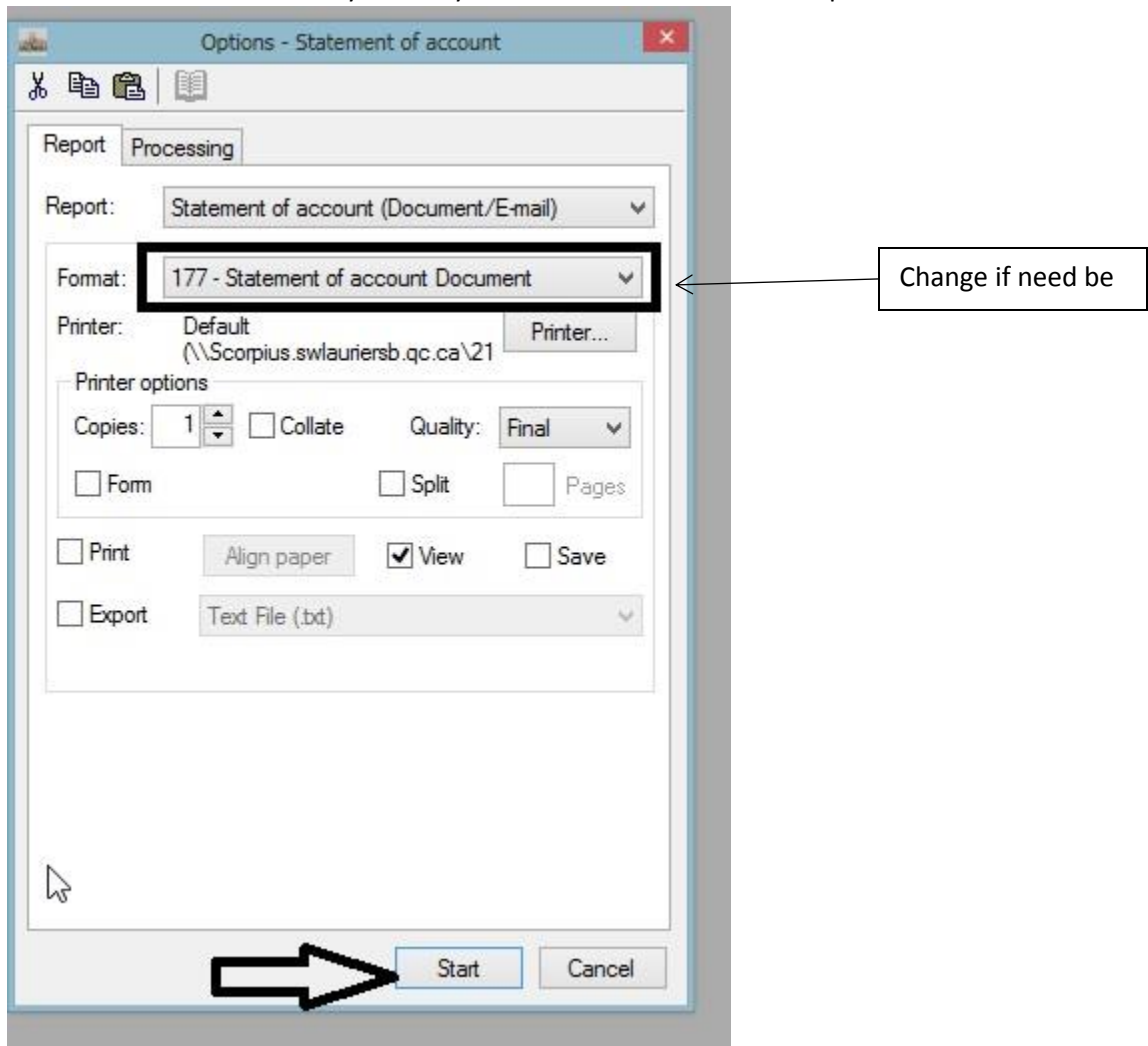 Options - Statement of account
Report Processing
Report: Statement of account (Document/E-mail)
Format: 177 - Statement of account Document
Change if need be
Printer: Default Printer...
(\\Scorpius.swlauriersb.qc.ca\21
Printer options
Copies: 1 Collate Quality: Final
Form Split Pages
Print Align paper View Save
Export Text File (.txt)
Start Cancel